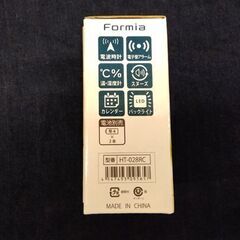 Formia
電波時計
電子音アラーム
℃%
温・湿度計
スヌーズ
カレンダー
LED
バックライト
電池別売
単4
×
2本
型番 HT-028RC
MADE IN CHINA